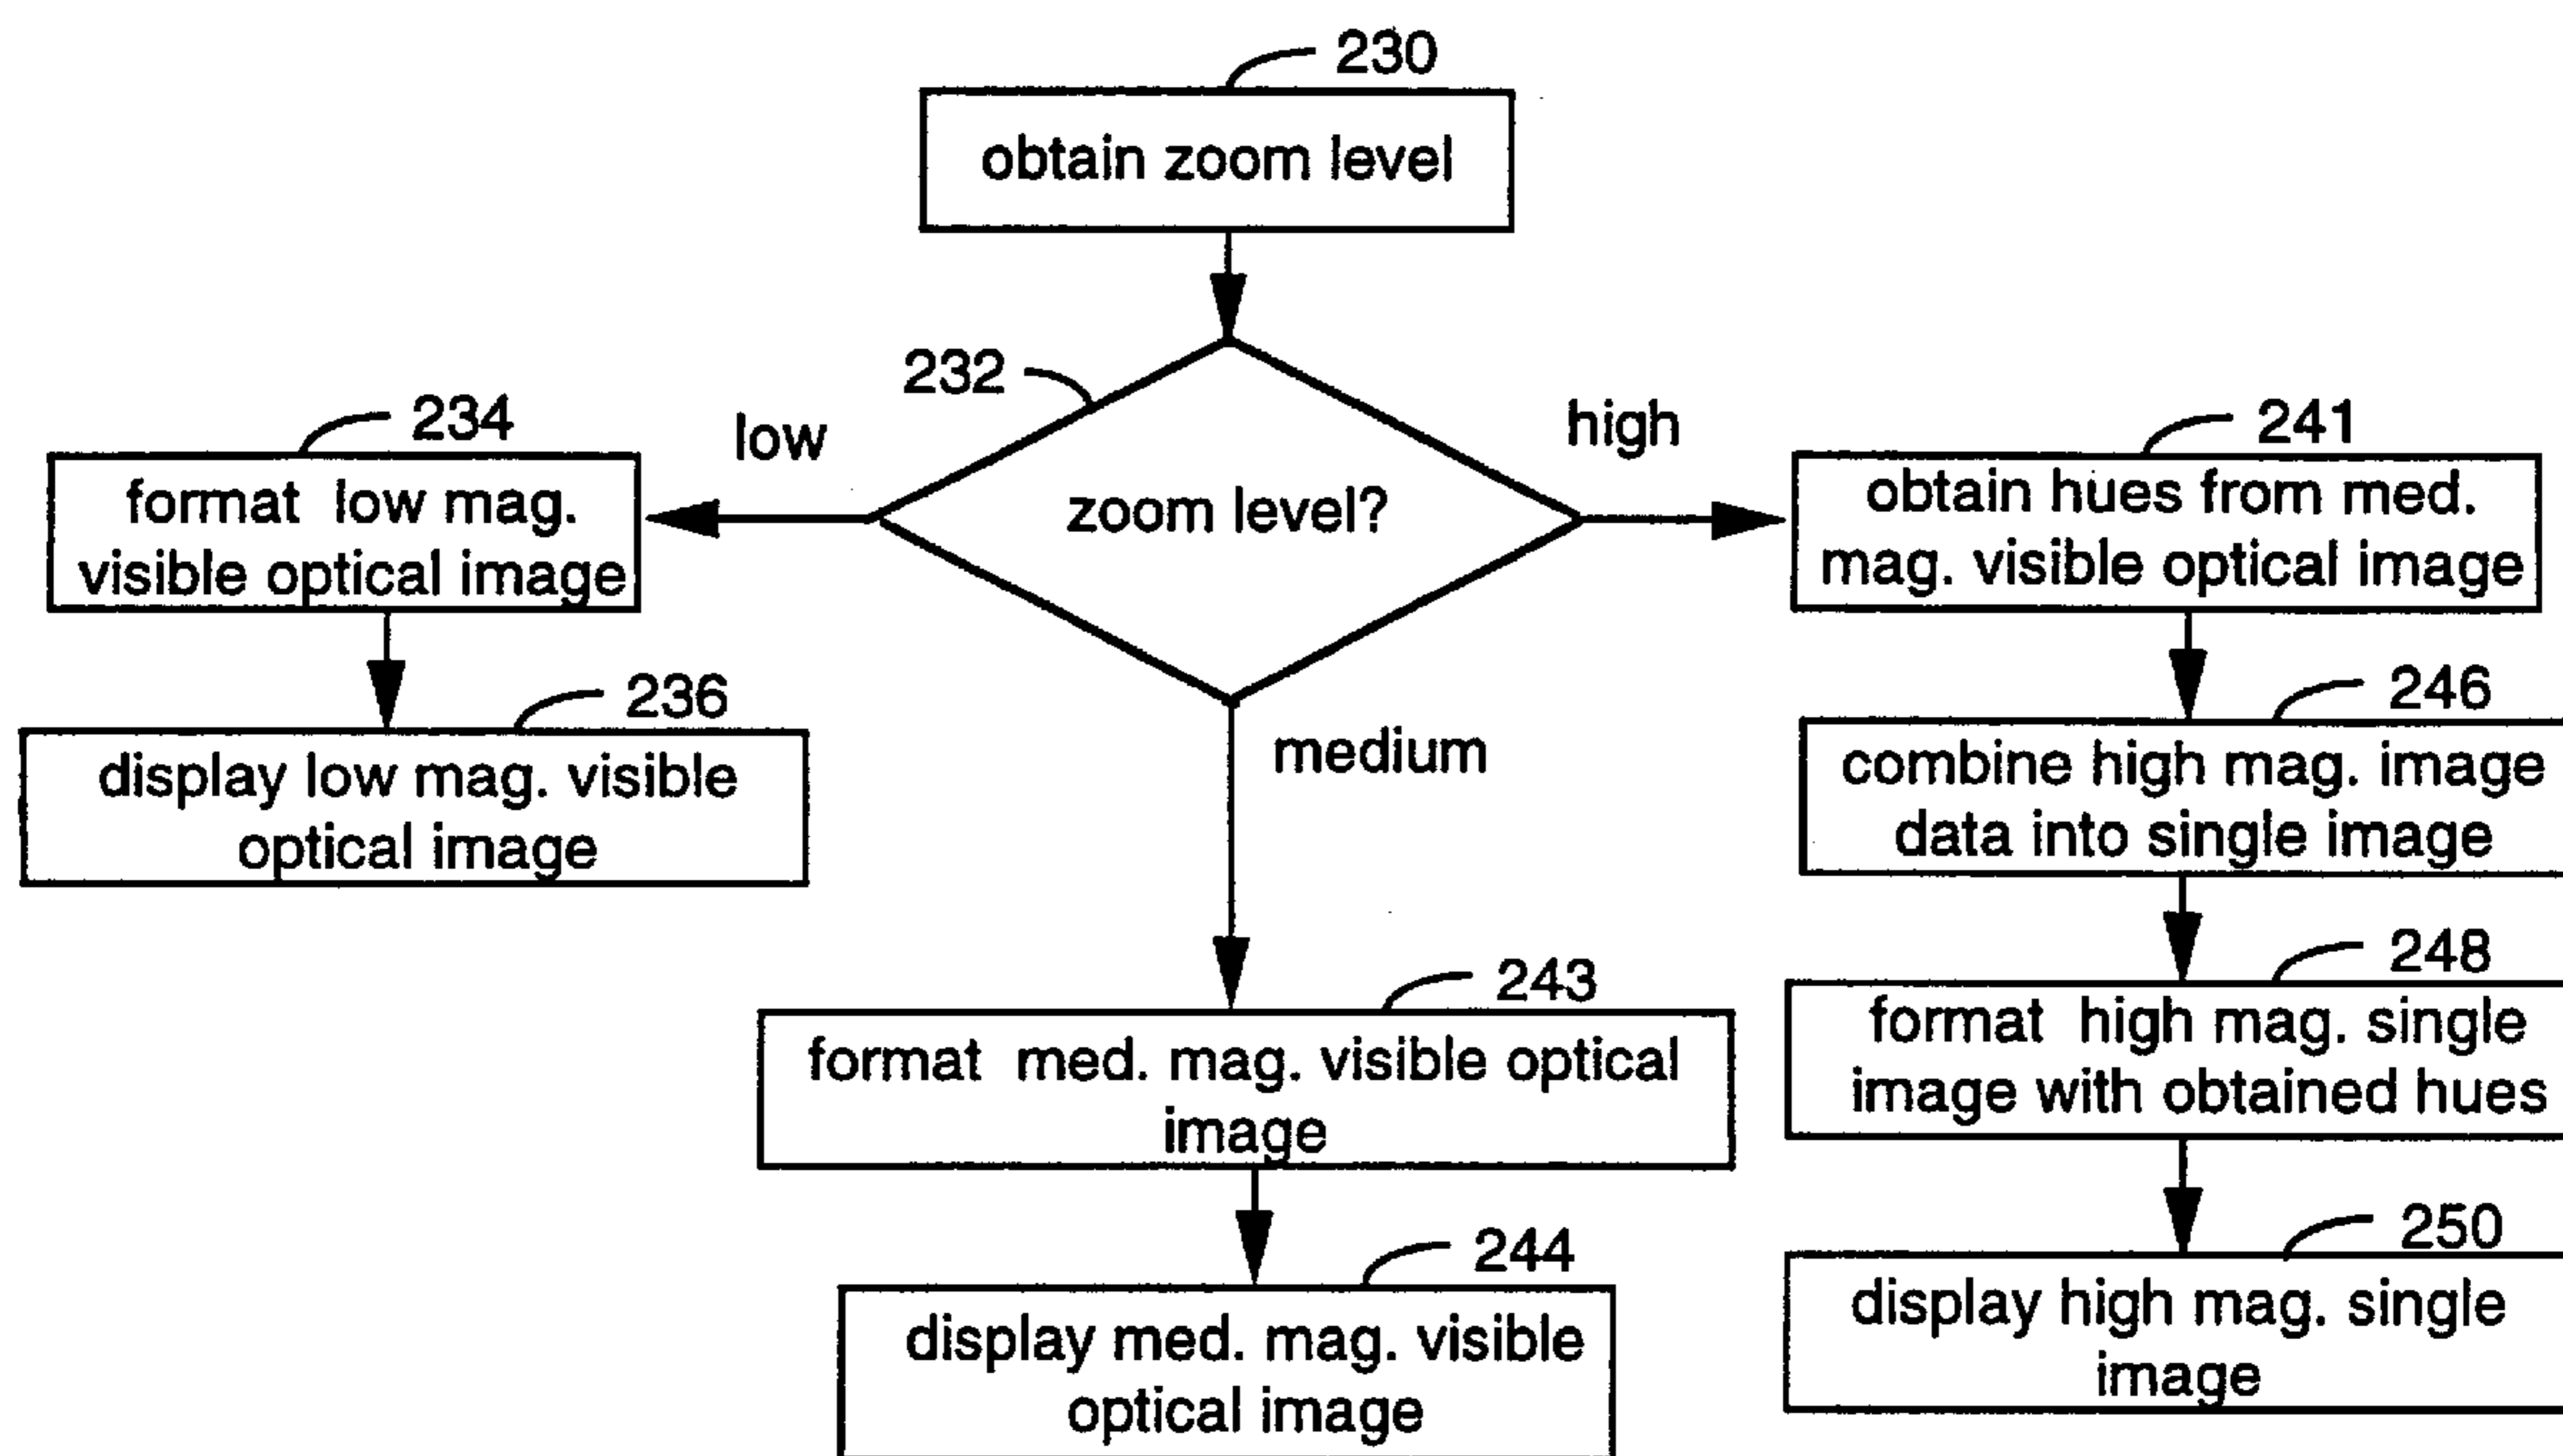 230
obtain zoom level
232
zoom level?
low
high
medium
234
format low mag.
visible optical image
236
display low mag. visible
optical image
243
format med. mag. visible optical
image
244
display med. mag. visible
optical image
241
obtain hues from med.
mag. visible optical image
246
combine high mag. image
data into single image
248
format high mag. single
image with obtained hues
250
display high mag. single
image